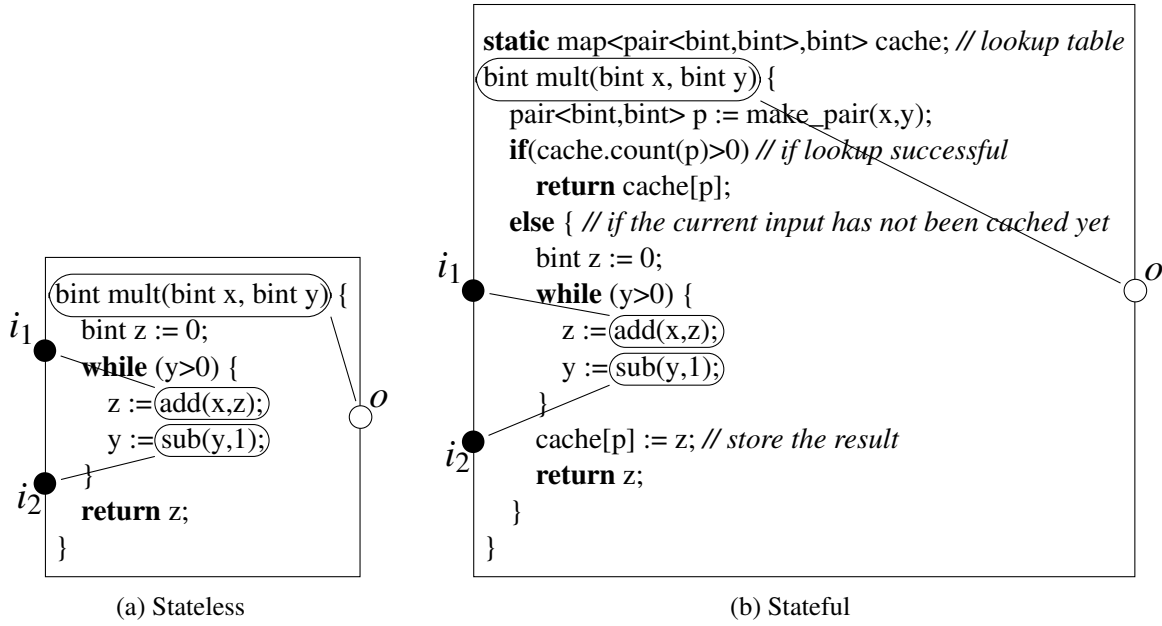 bint mult(bint x, bint y) {
bint z := 0;
while (y>0) {
z := add(x,z);
y := sub(y,1);
}
return z;
}
i1
i2
o
(a) Stateless
static map<pair<bint,bint>,bint> cache; // lookup table
bint mult(bint x, bint y) {
pair<bint,bint> p := make_pair(x,y);
if(cache.count(p)>0) // if lookup successful
return cache[p];
else { // if the current input has not been cached yet
bint z := 0;
while (y>0) {
z := add(x,z);
y := sub(y,1);
}
cache[p] := z; // store the result
return z;
}
}
i1
i2
o
(b) Stateful